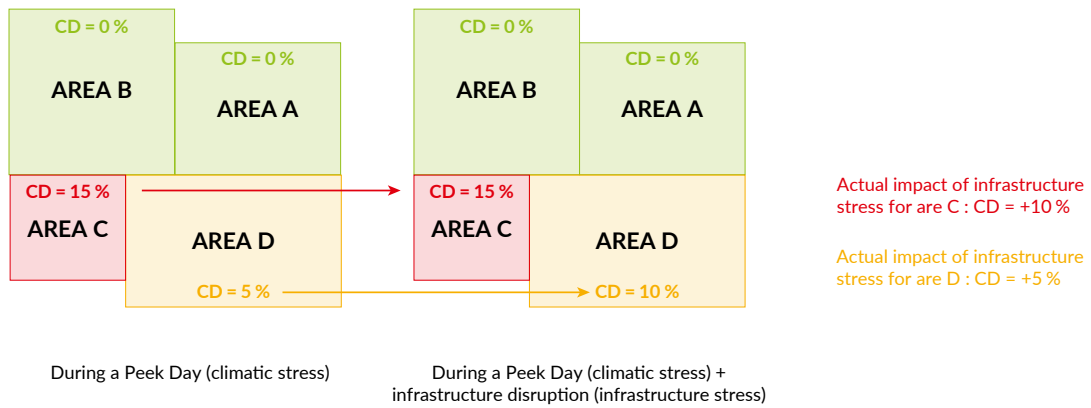 CD = 0 %
AREA B
CD = 0 %
AREA A
CD = 15 %
AREA C
AREA D
CD = 5 %
During a Peek Day (climatic stress)
CD = 0 %
AREA B
CD = 0 %
AREA A
CD = 15 %
AREA C
AREA D
CD = 10 %
During a Peek Day (climatic stress) +
infrastructure disruption (infrastructure stress)
Actual impact of infrastructure
stress for are C : CD = +10 %
Actual impact of infrastructure
stress for are D : CD = +5 %